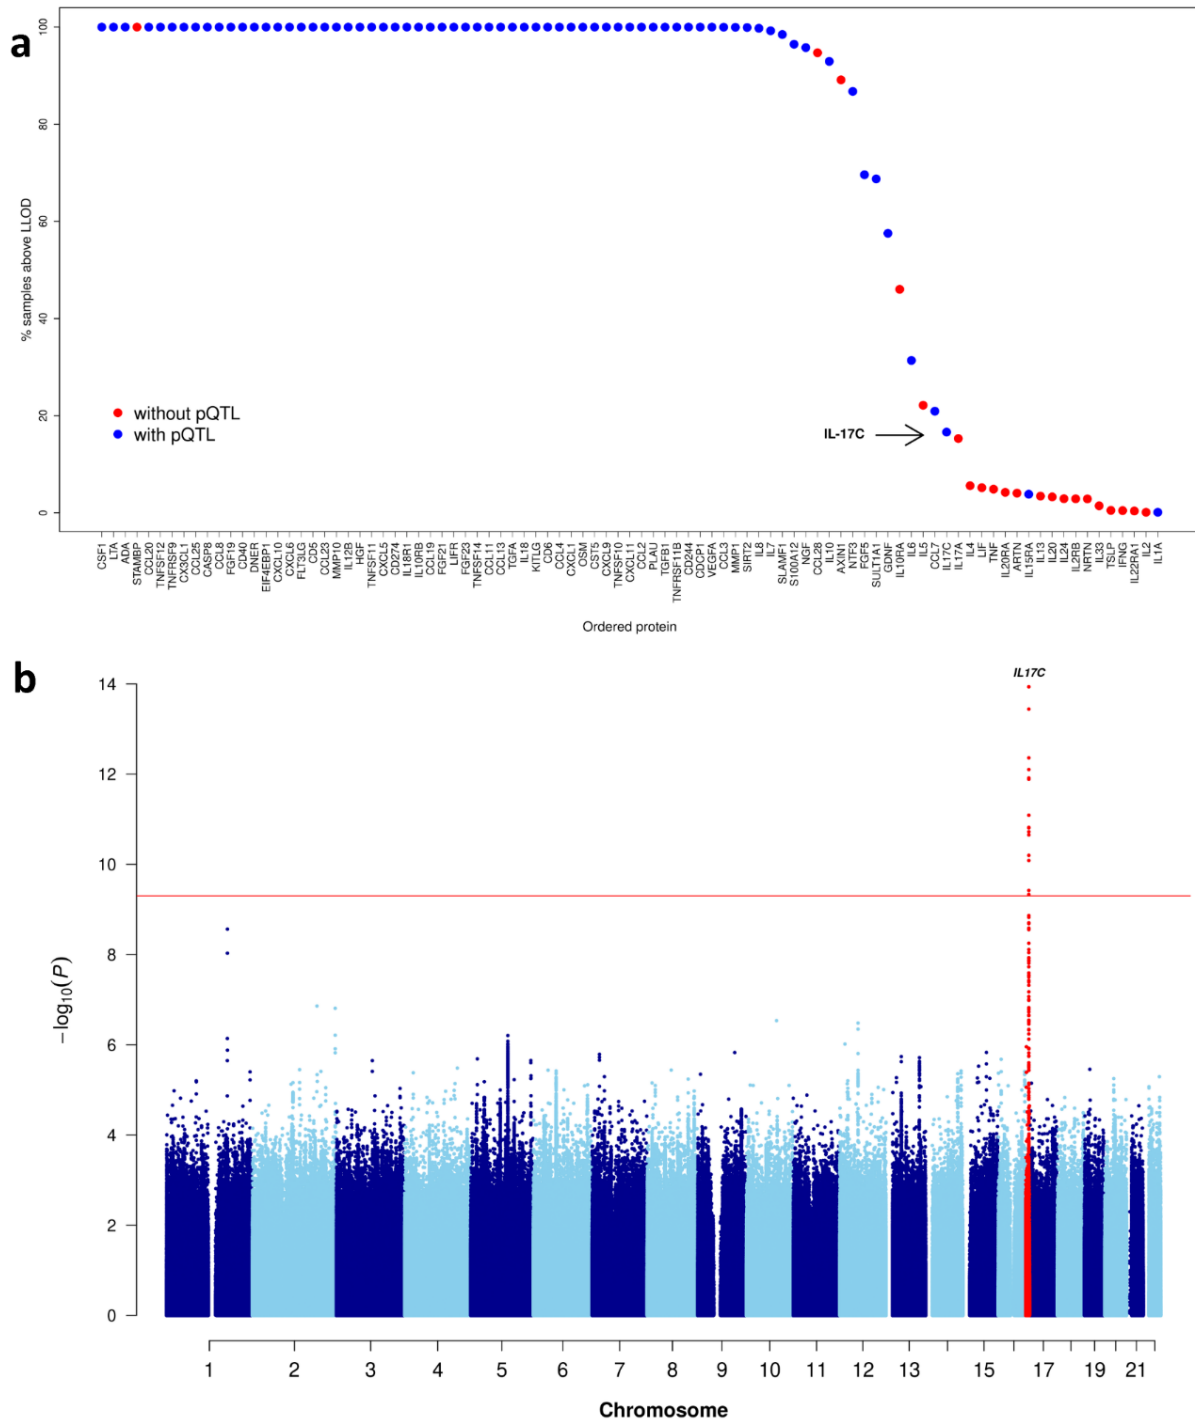 a
% samples above LLOD
100
80
60
40
20
0
without pQTL
with pQTL
IL-17C
CSF1
LTA
ADA
STAMBP
CCL20
TNFSF12
TNFRSF9
CX3CL1
CCL25
CASP8
CCL8
FGF19
CD40
DNER
EIF4EBP1
CXCL10
CXCL6
FLT3LG
CD5
CCL23
MMP10
IL12B
HGF
TNFSF11
CXCL5
CD274
IL18R1
IL10RB
CCL19
FGF21
LIFR
FGF23
TNFSF14
CCL11
CCL13
TGFA
IL18
KITLG
CD6
CCL4
CXCL1
OSM
CST5
CXCL9
TNFSF10
CXCL11
CCL2
PLAU
TGFB1
TNFRSF11B
CD244
CDCP1
VEGFA
CCL3
MMP1
SIRT2
IL8
IL7
SLAMF1
S100A12
NGF
CCL28
IL10
AXIN1
NTF3
FGF5
SULT1A1
GDNF
IL10RA
IL6
IL5
CCL7
IL17C
IL17A
IL4
LIF
TNF
IL20RA
ARTN
IL15RA
IL13
IL20
IL24
IL2RB
NRTN
IL33
TSLP
IFNG
IL22RA1
IL2
IL1A
Ordered protein
b
IL17C
−log10(P)
14
12
10
8
6
4
2
0
1 2 3 4 5 6 7 8 9 10 11 12 13 15 17 19 21
Chromosome